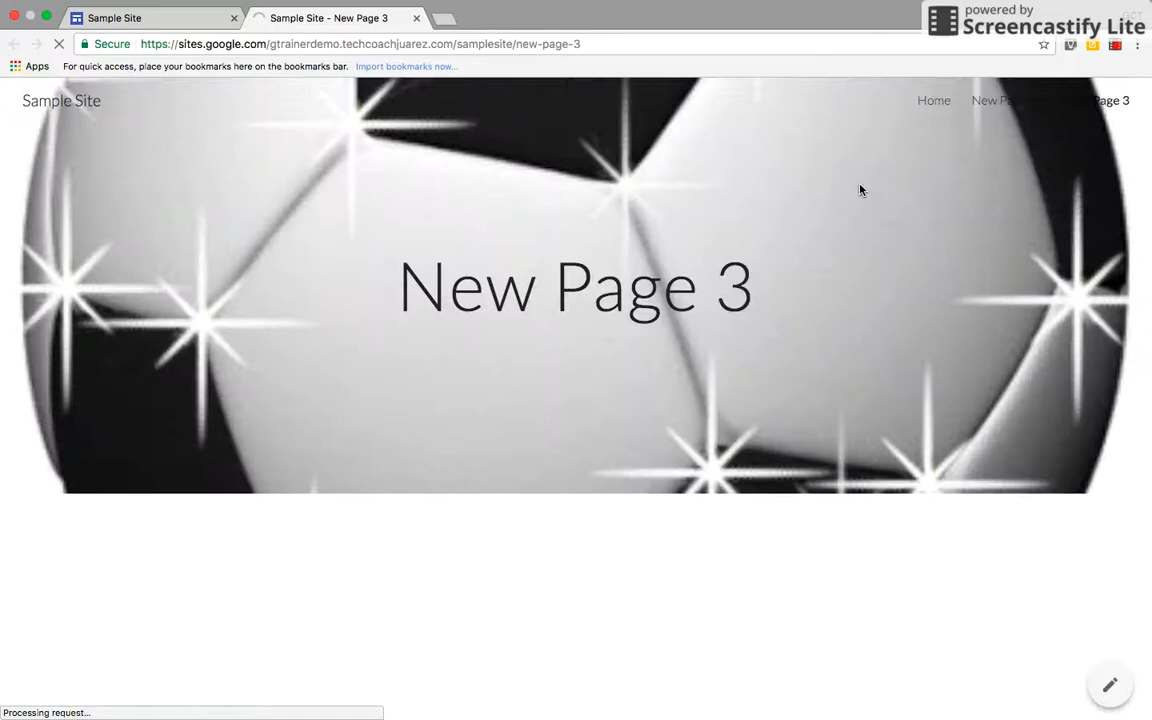 powered by
Screencastify Lite
Sample Site
Sample Site - New Page 3
Secure https://sites.google.com/gtrainerdemo.techcoachjuarez.com/samplesite/new-page-3
Apps For quick access, place your bookmarks here on the bookmarks bar. Import bookmarks now...
Sample Site
Home New Page 3
New Page 3
Processing request...